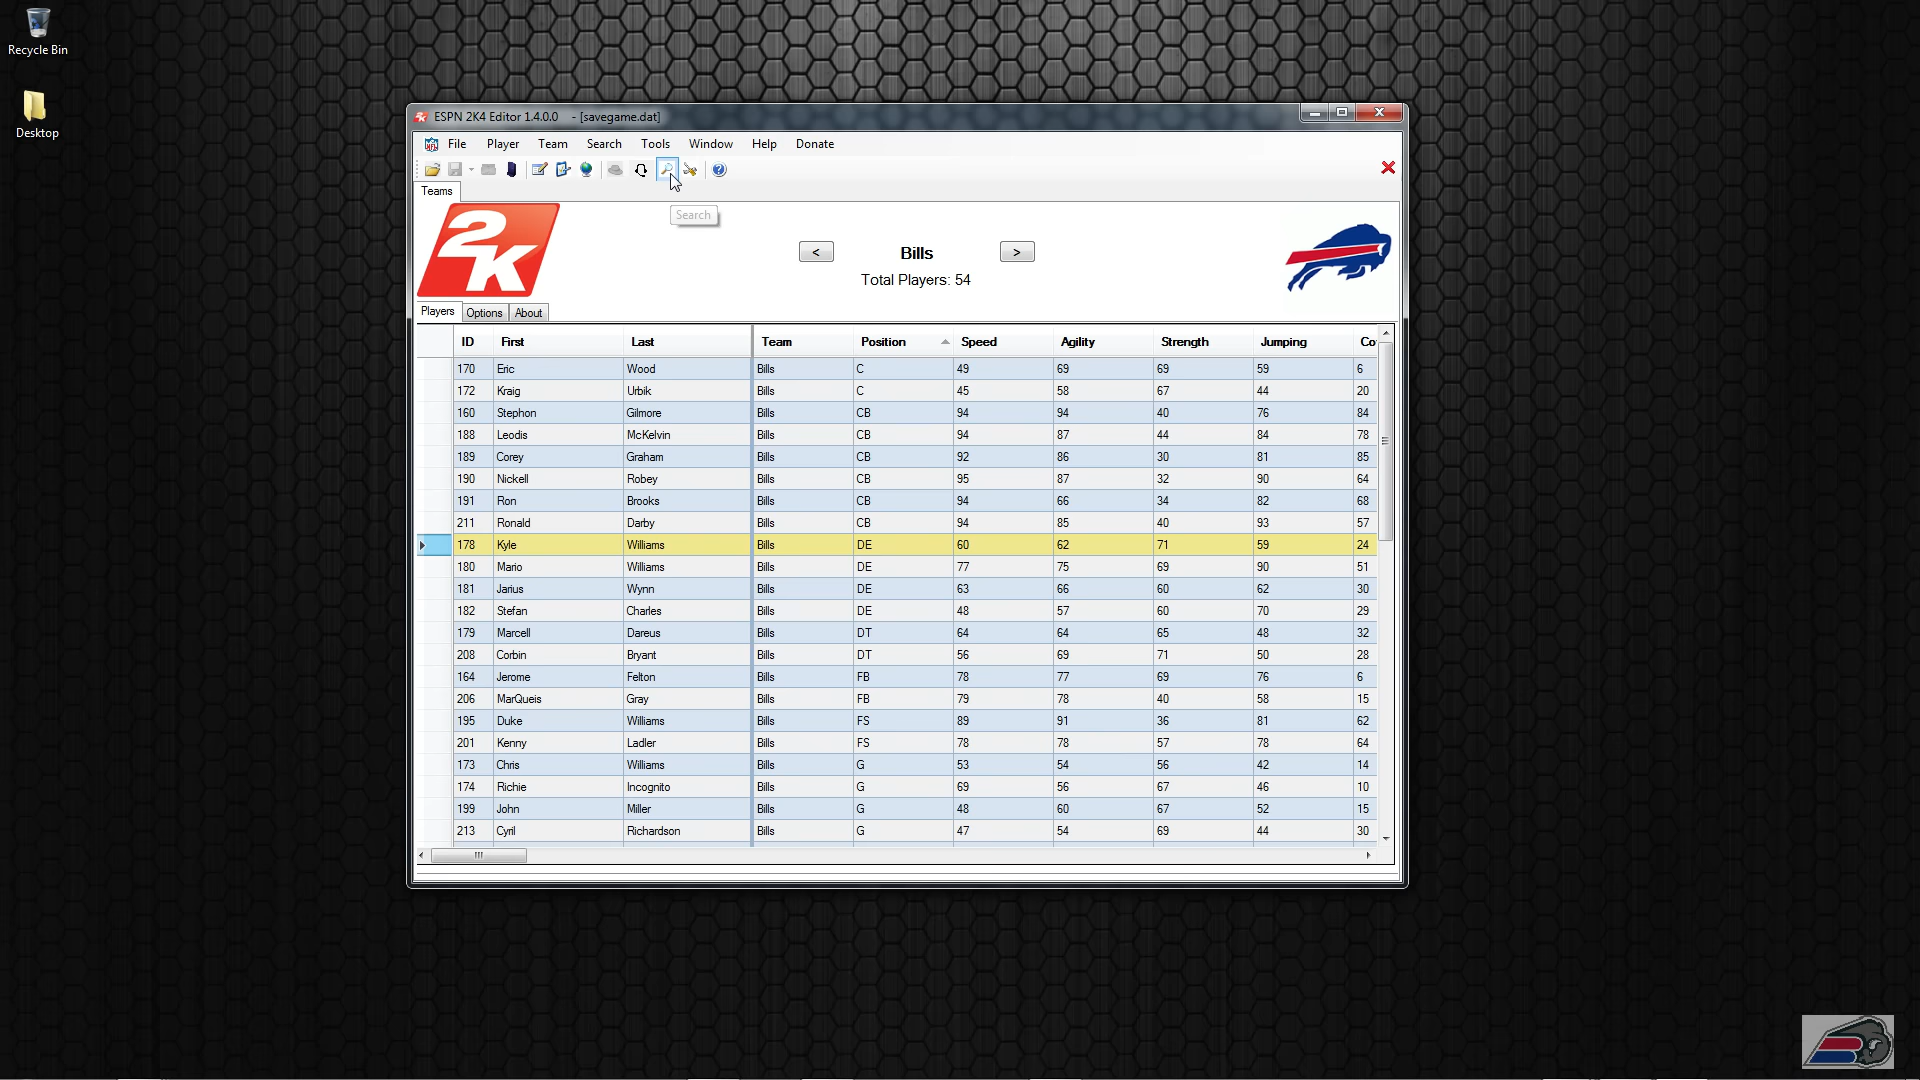 Recycle Bin
Desktop
ESPN 2K4 Editor 1.4.0.0 - [savegame.dat]
File Player Team Search Tools Window Help Donate
Teams
Search
2K
< Bills >
Total Players: 54
Players Options About
ID First Last Team Position Speed Agility Strength Jumping Co
170 Eric Wood Bills C 49 69 69 59 6
172 Kraig Urbik Bills C 45 58 67 44 20
160 Stephon Gilmore Bills CB 94 94 40 76 84
188 Leodis McKelvin Bills CB 94 87 44 84 78
189 Corey Graham Bills CB 92 86 30 81 85
190 Nickell Robey Bills CB 95 87 32 90 64
191 Ron Brooks Bills CB 94 66 34 82 68
211 Ronald Darby Bills CB 94 85 40 93 57
178 Kyle Williams Bills DE 60 62 71 59 24
180 Mario Williams Bills DE 77 75 69 90 51
181 Jarius Wynn Bills DE 63 66 60 62 30
182 Stefan Charles Bills DE 48 57 60 70 29
179 Marcell Dareus Bills DT 64 64 65 48 32
208 Corbin Bryant Bills DT 56 69 71 50 28
164 Jerome Felton Bills FB 78 77 69 76 6
206 MarQueis Gray Bills FB 79 78 40 58 15
195 Duke Williams Bills FS 89 91 36 81 62
201 Kenny Ladler Bills FS 78 78 57 78 64
173 Chris Williams Bills G 53 54 56 42 14
174 Richie Incognito Bills G 69 56 67 46 10
199 John Miller Bills G 48 60 67 52 15
213 Cyril Richardson Bills G 47 54 69 44 30